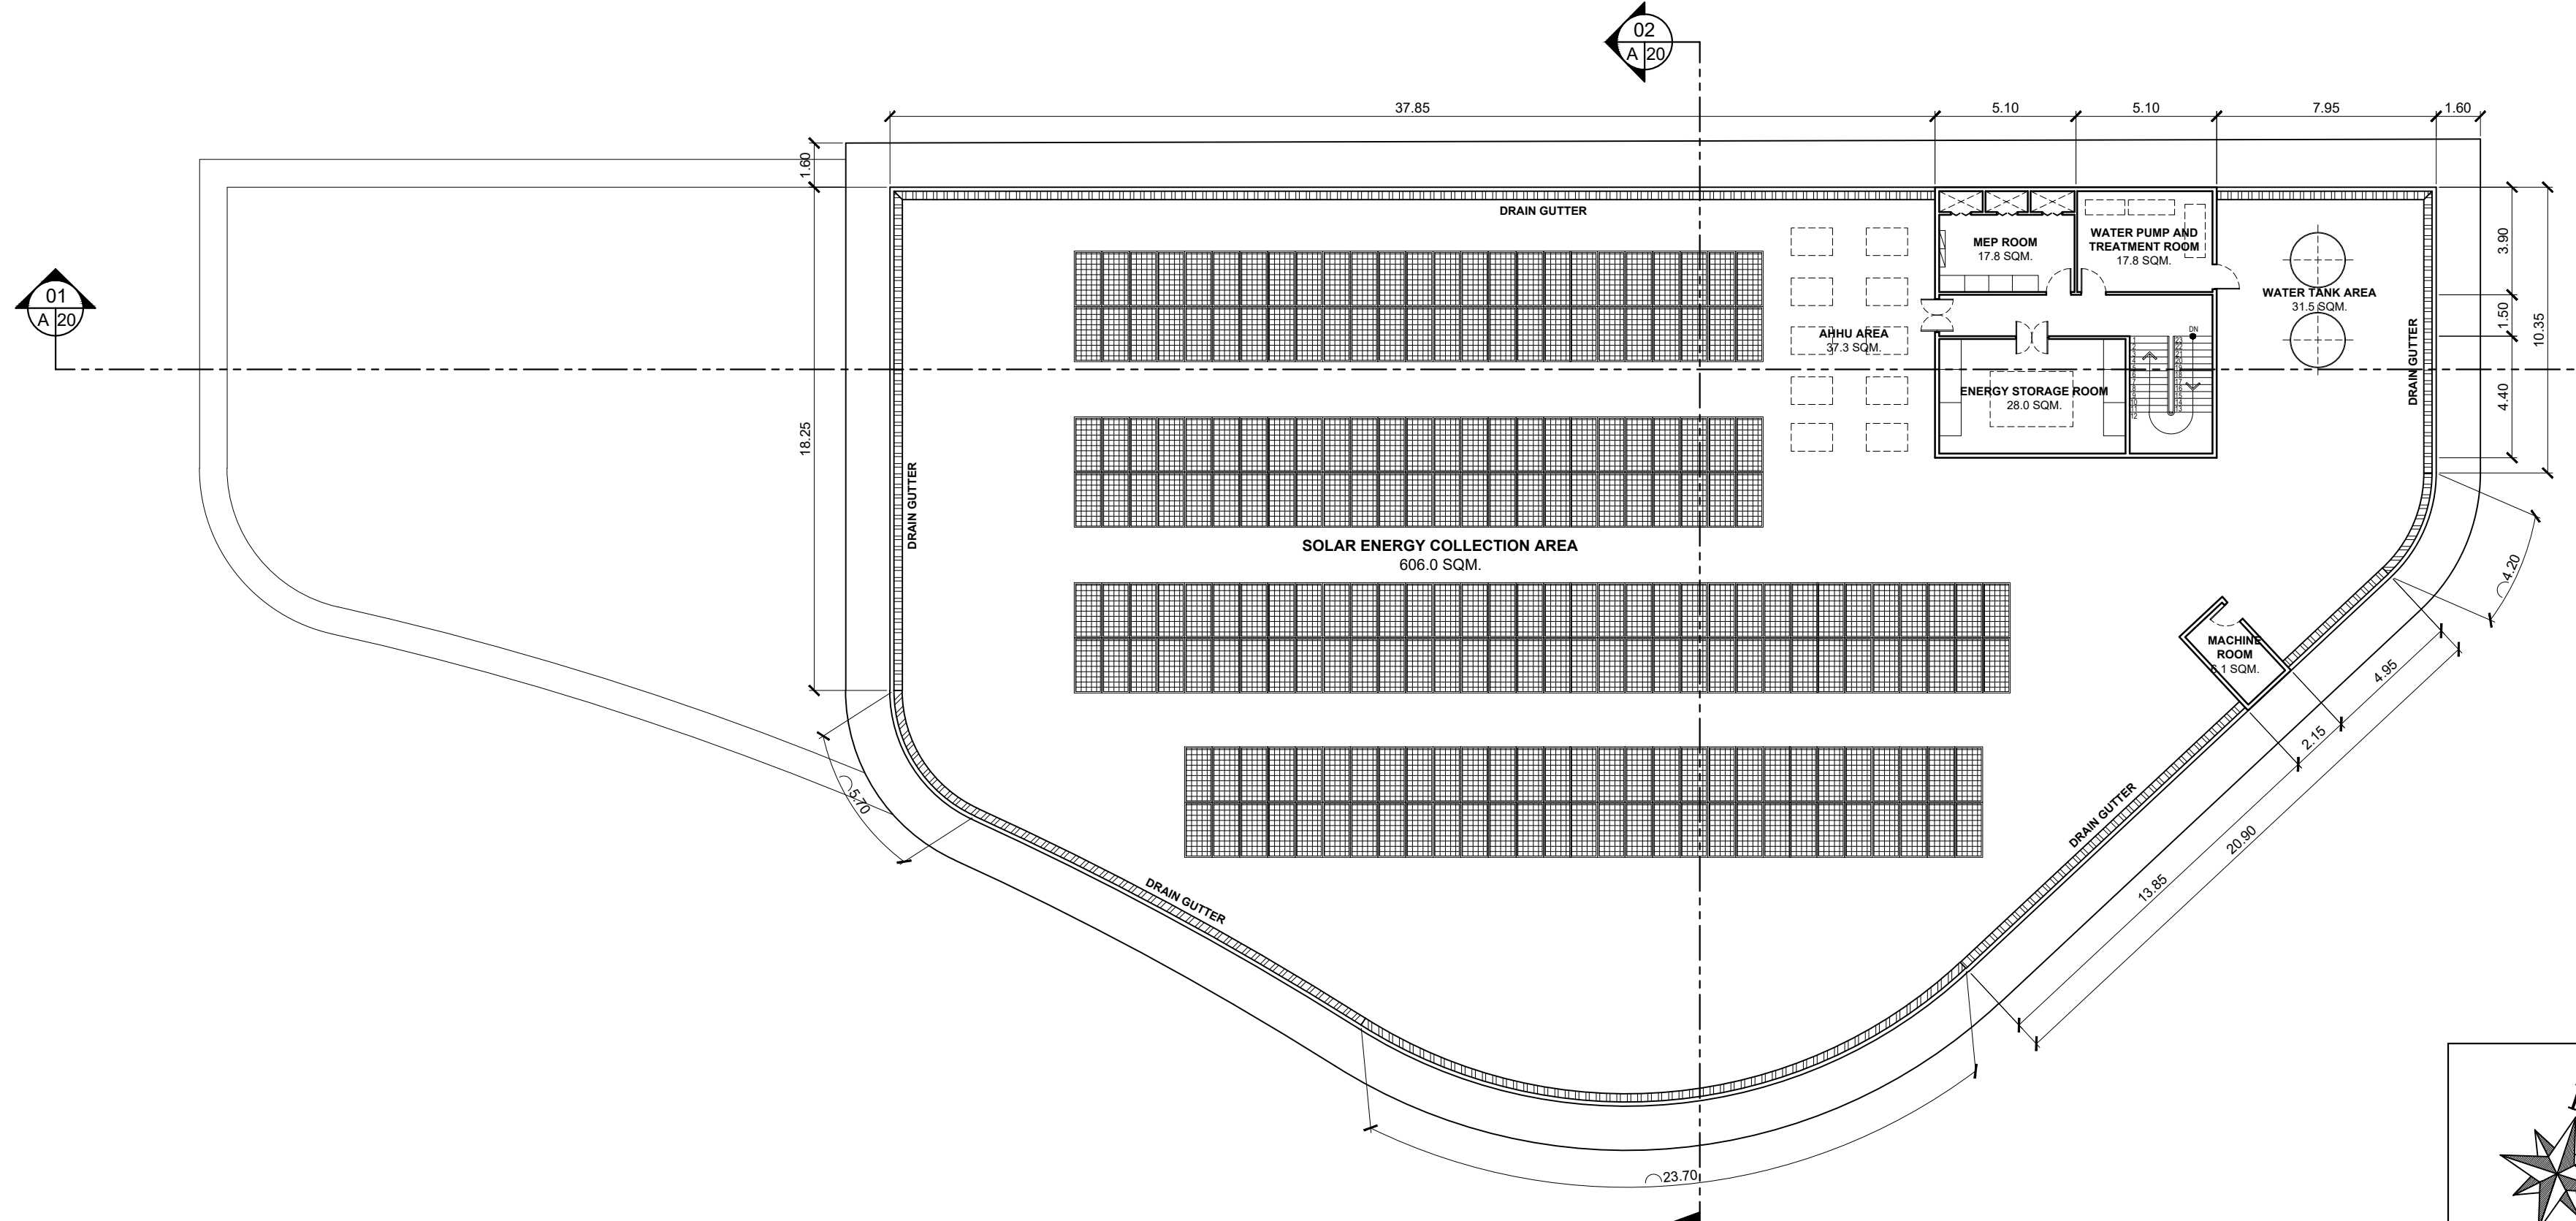 02
A 20
37.85
5.10
5.10
7.95
1.60
1.60
DRAIN GUTTER
MEP ROOM
17.8 SQM.
WATER PUMP AND
TREATMENT ROOM
17.8 SQM.
3.90
01
A 20
WATER TANK AREA
31.5 SQM.
1.50
10.35
AHHU AREA
37.3 SQM.
DN
DRAIN GUTTER
ENERGY STORAGE ROOM
28.0 SQM.
4.40
18.25
DRAIN GUTTER
SOLAR ENERGY COLLECTION AREA
606.0 SQM.
4.20
MACHINE
ROOM
6.1 SQM.
4.95
2.15
5.70
DRAIN GUTTER
20.90
13.85
DRAIN GUTTER
23.70